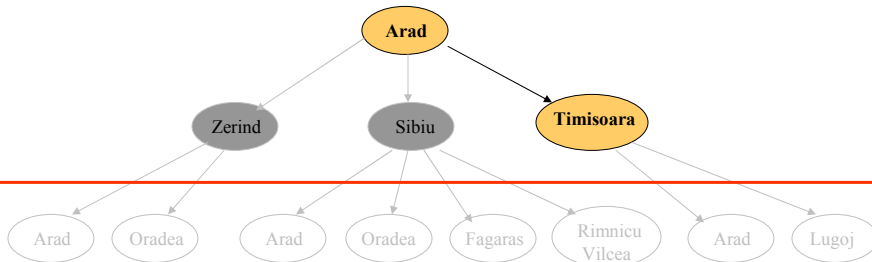 Arad
Zerind
Sibiu
Timisoara
Arad
Oradea
Arad
Oradea
Fagaras
Rimnicu
Vilcea
Arad
Lugoj